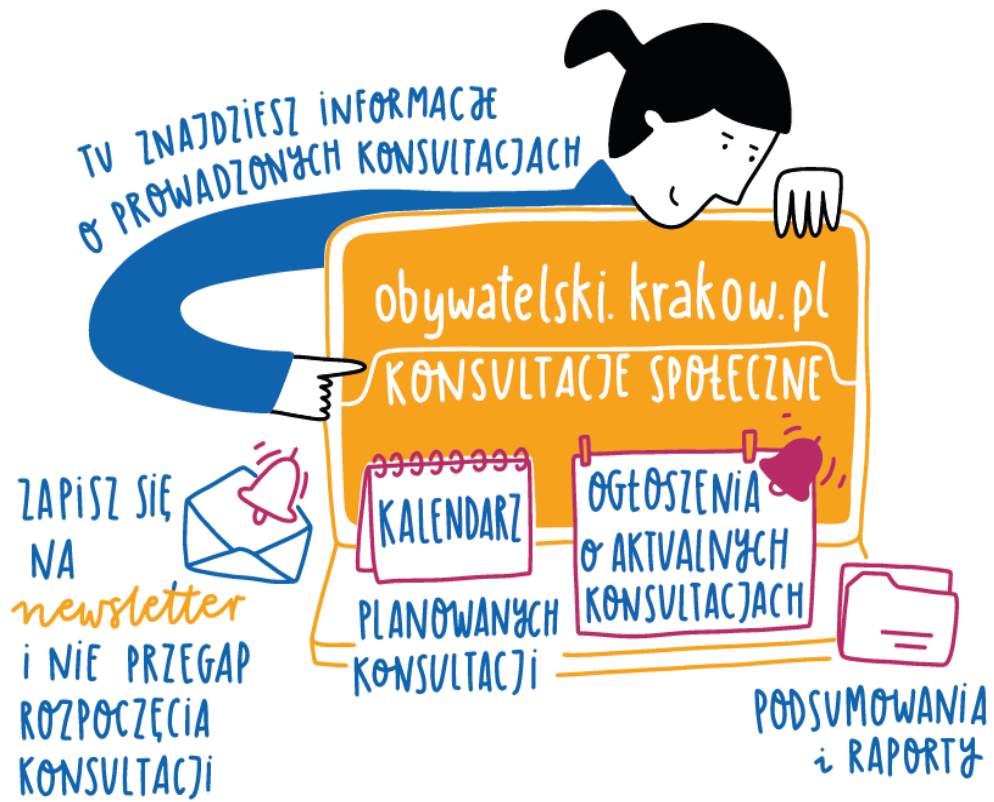 TU ZNAJDZIESZ INFORMACJE
O PROWADZONYCH KONSULTACJACH
obywatelski.krakow.pl
KONSULTACJE SPOŁECZNE
ZAPISZ SIĘ
NA
newsletter
i NIE PRZEGAP
ROZPOCZĘCIA
KONSULTACJI
KALENDARZ
PLANOWANYCH
KONSULTACJI
OGŁOSZENIA
o AKTUALNYCH
KONSULTACJACH
PODSUMOWANIA
i RAPORTY